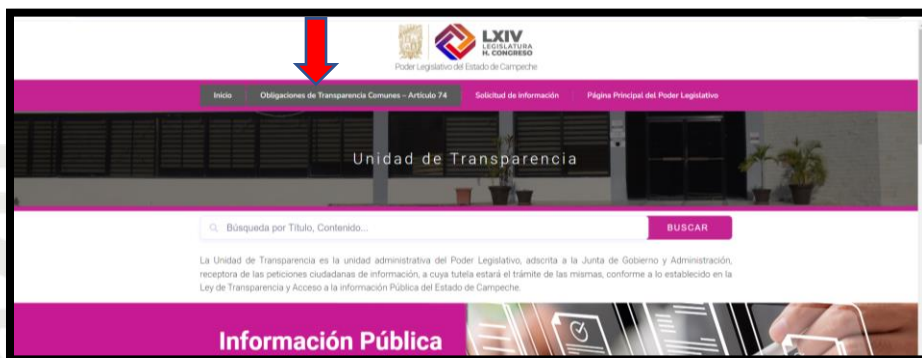 LXIV
LEGISLATURA
H. CONGRESO
Poder Legislativo del Estado de Campeche
Inicio Obligaciones de Transparencia Comunes – Artículo 74 Solicitud de información Página Principal del Poder Legislativo
Unidad de Transparencia
Búsqueda por Título, Contenido... BUSCAR
La Unidad de Transparencia es la unidad administrativa del Poder Legislativo, adscrita a la Junta de Gobierno y Administración,
receptora de las peticiones ciudadanas de información, a cuya tutela estará el trámite de las mismas, conforme a lo establecido en la
Ley de Transparencia y Acceso a la información Pública del Estado de Campeche.
Información Pública